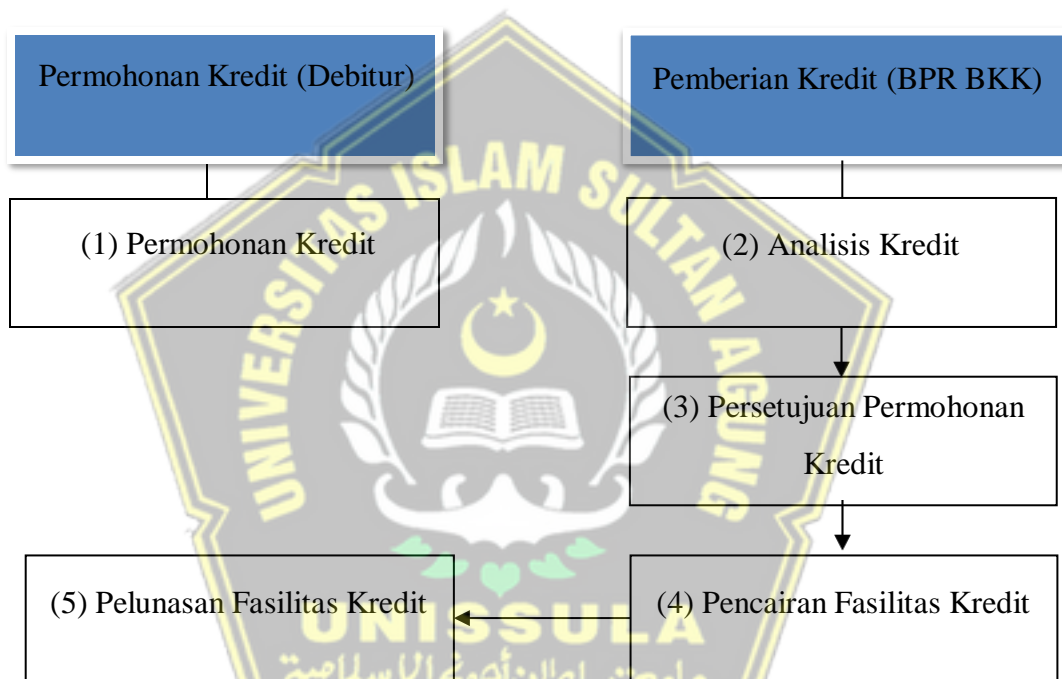 Permohonan Kredit (Debitur)
Pemberian Kredit (BPR BKK)
(1) Permohonan Kredit
(2) Analisis Kredit
(3) Persetujuan Permohonan
Kredit
(5) Pelunasan Fasilitas Kredit
(4) Pencairan Fasilitas Kredit
UNIVERSITAS ISLAM SULTAN AGUNG
UNISSULA